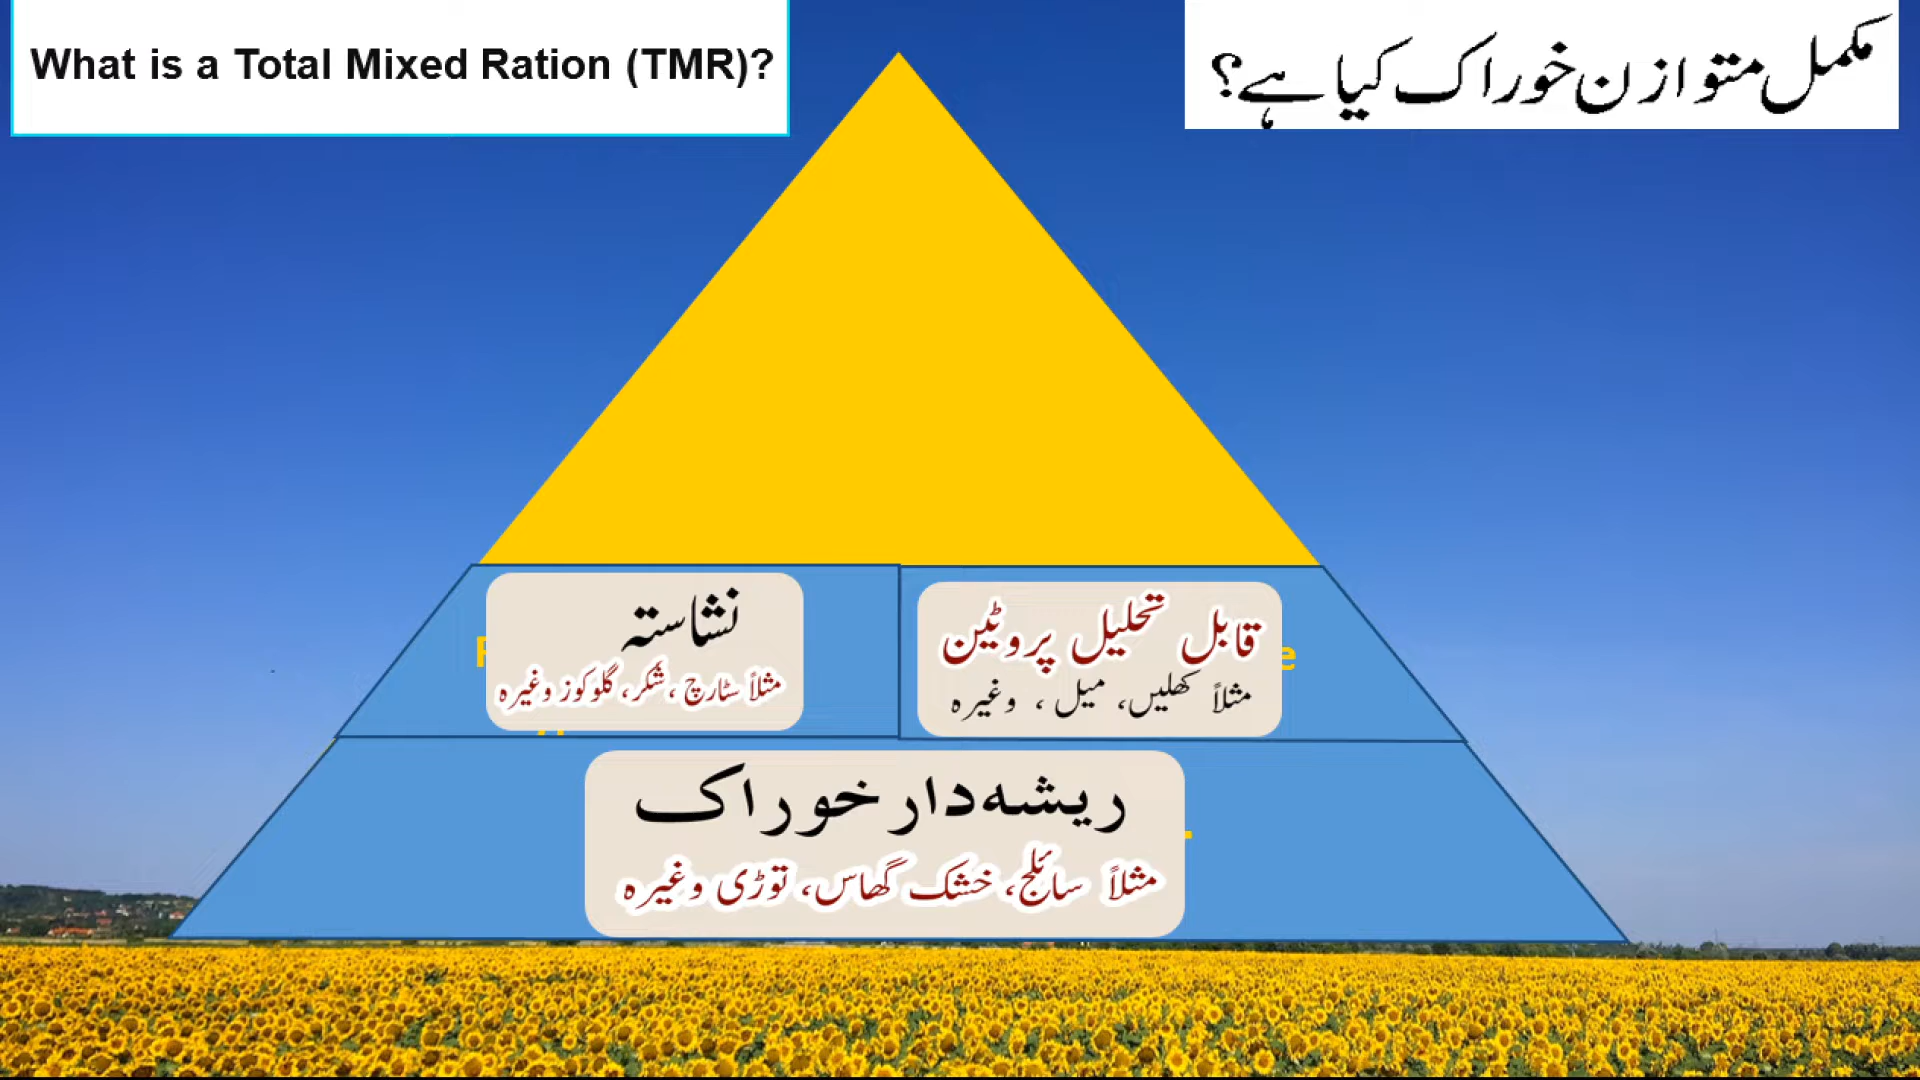 What is a Total Mixed Ration (TMR)?
مکمل متوازن خوراک کیا ہے؟
قابل تحلیل پروٹین
مثلاً کھلیں، میل ، وغیرہ
نشاستہ
مثلاً سٹارچ ،شکر، گلوکوز وغیرہ
ریشہ دار خوراک
مثلاً سائلج، خشک گھاس، توڑی وغیرہ